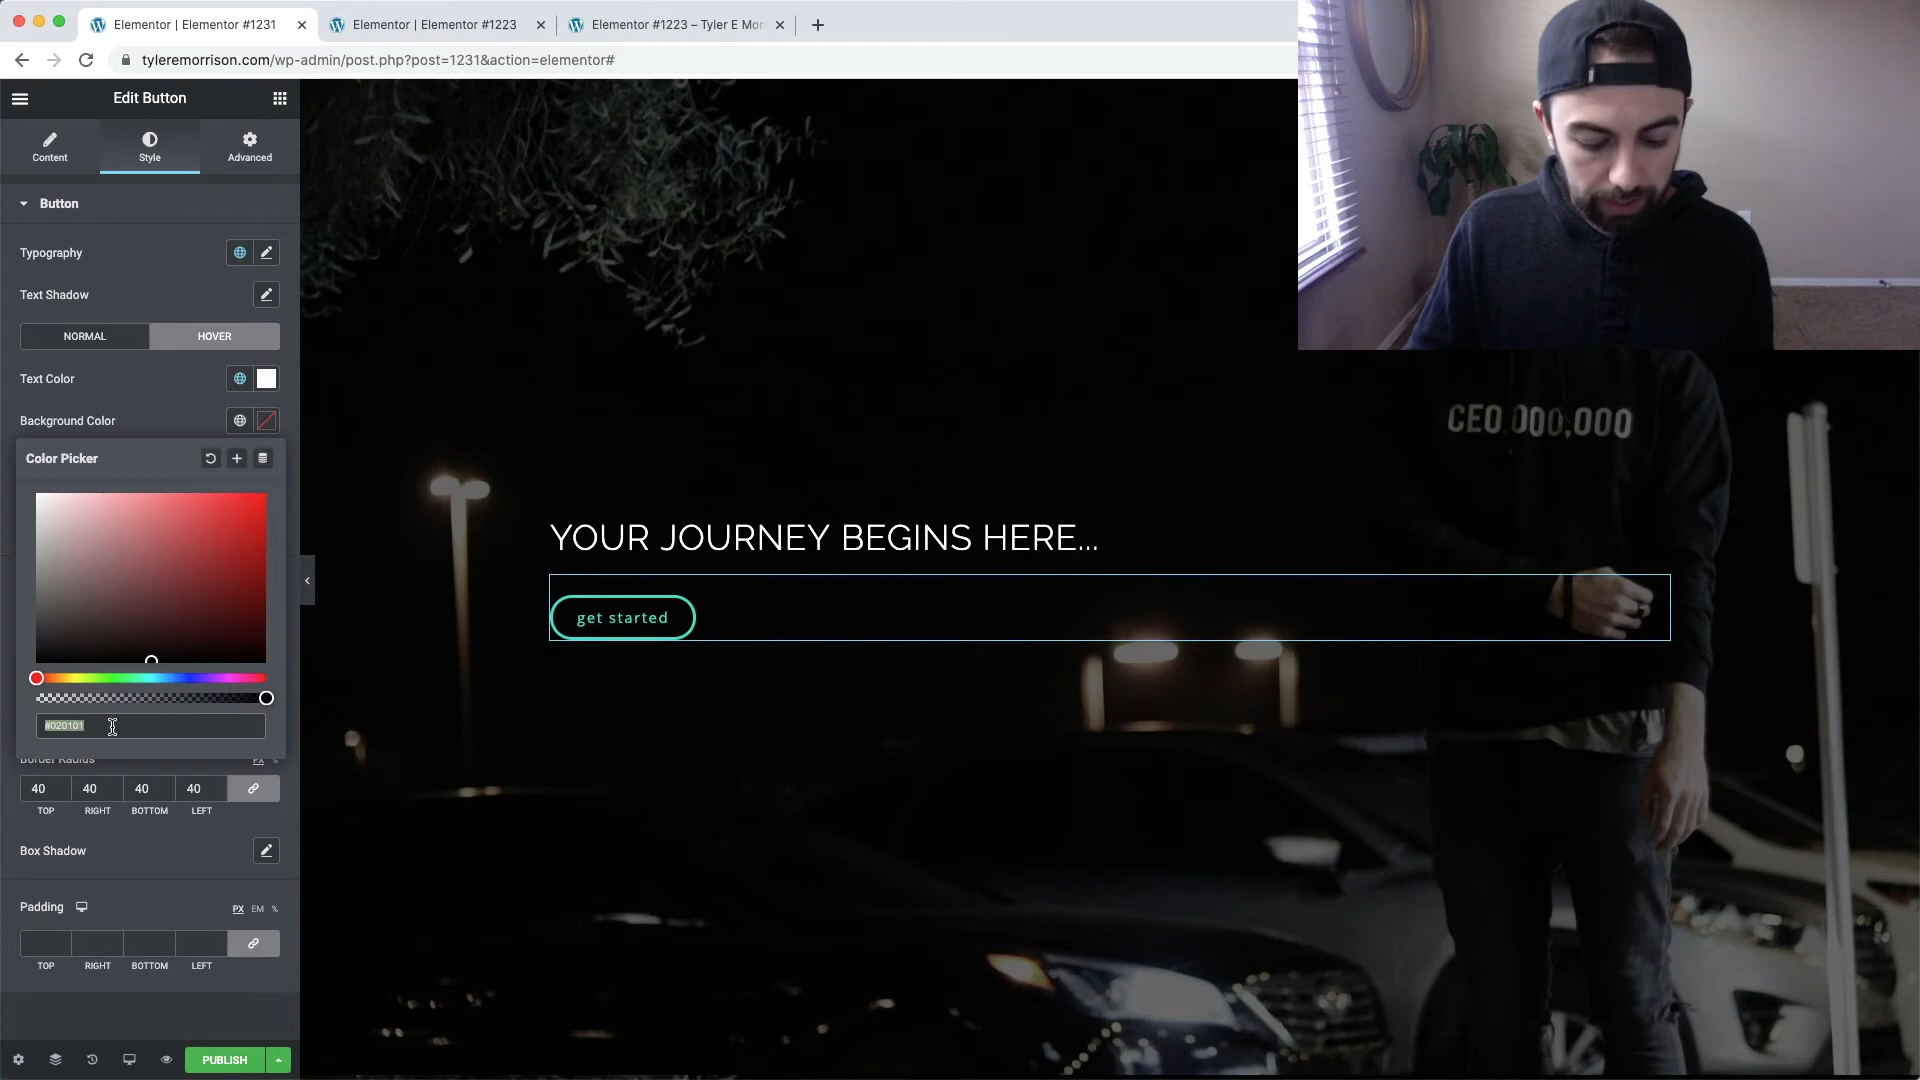 Elementor | Elementor #1231
Elementor | Elementor #1223
Elementor #1223 – Tyler E Mor
tyleremorrison.com/wp-admin/post.php?post=1231&action=elementor#
Edit Button
Content
Style
Advanced
Button
Typography
Text Shadow
NORMAL
HOVER
Text Color
Background Color
Color Picker
#020101
Border Radius
PX %
40 40 40 40
TOP RIGHT BOTTOM LEFT
Box Shadow
Padding
PX EM %
TOP RIGHT BOTTOM LEFT
PUBLISH
CEO.000,000
YOUR JOURNEY BEGINS HERE...
get started